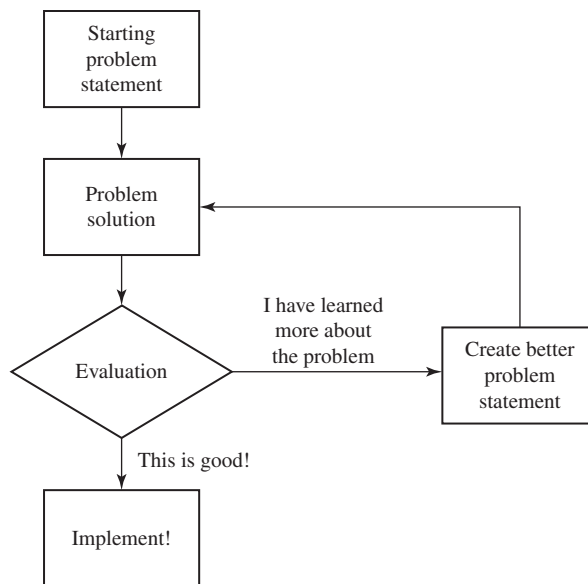 Starting
problem
statement
Problem
solution
I have learned
more about
the problem
Evaluation
Create better
problem
statement
This is good!
Implement!